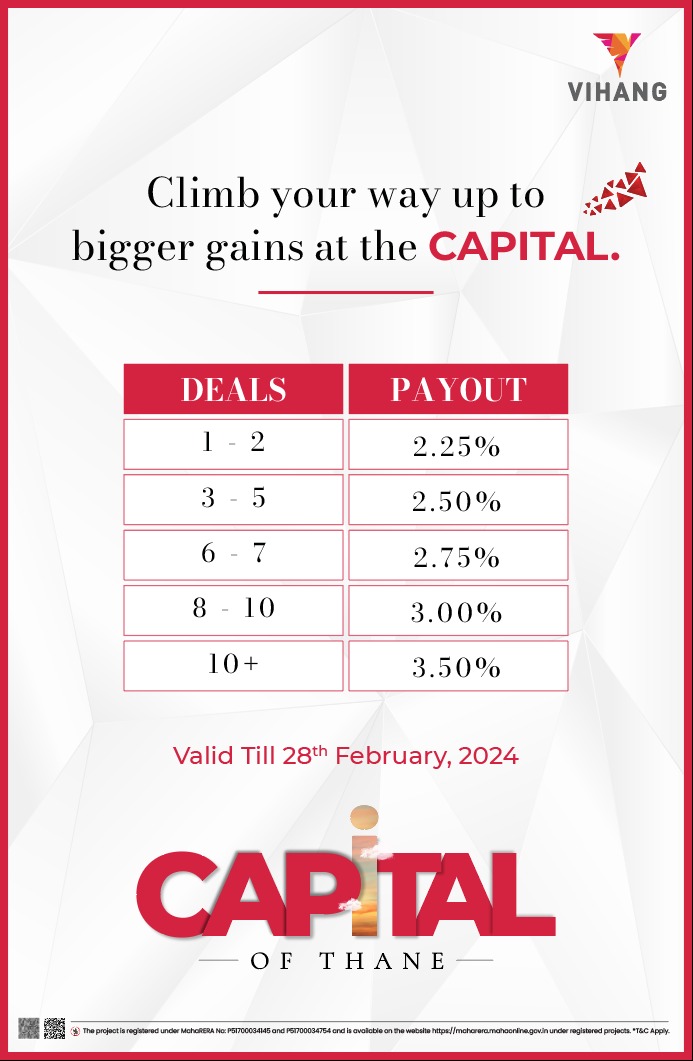 VIHANG
Climb your way up to
bigger gains at the CAPITAL.
DEALS PAYOUT
1 - 2 2.25%
3 - 5 2.50%
6 - 7 2.75%
8 - 10 3.00%
10+ 3.50%
Valid Till 28th February, 2024
CAPiTAL
OF THANE
The project is registered under MahaRERA No: P51700034145 and P51700034754 and is available on the website https://maharera.mahaonline.gov.in under registered projects. *T&C Apply.